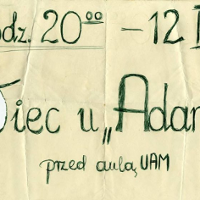 odz. 20⁰⁰ – 12 I
iec u „Adam
przed aulą UAM